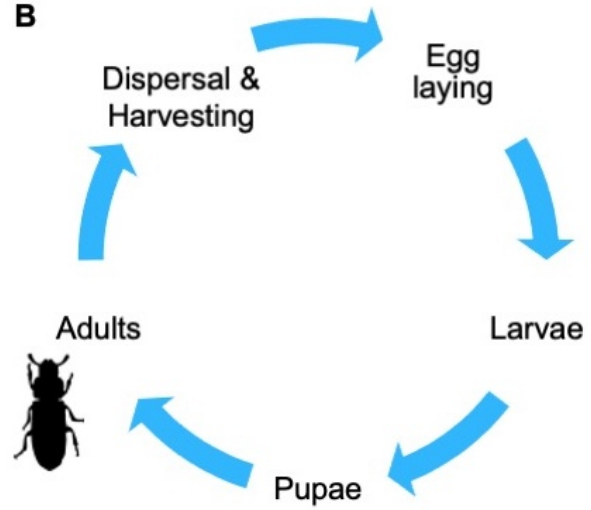 B
Dispersal &
Harvesting
Egg
laying
Larvae
Pupae
Adults